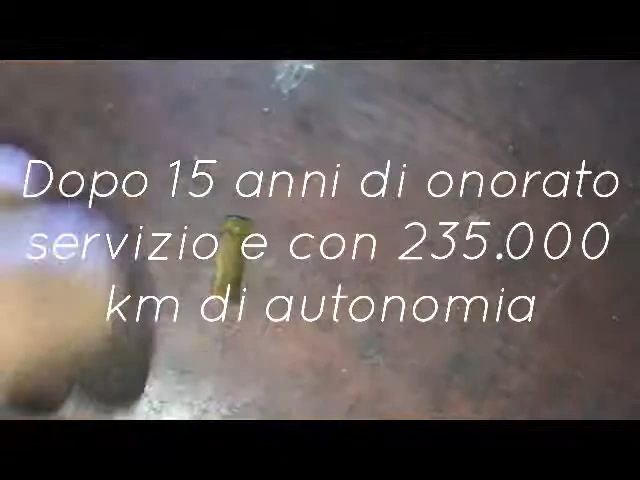 Dopo 15 anni di onorato
servizio e con 235.000
km di autonomia